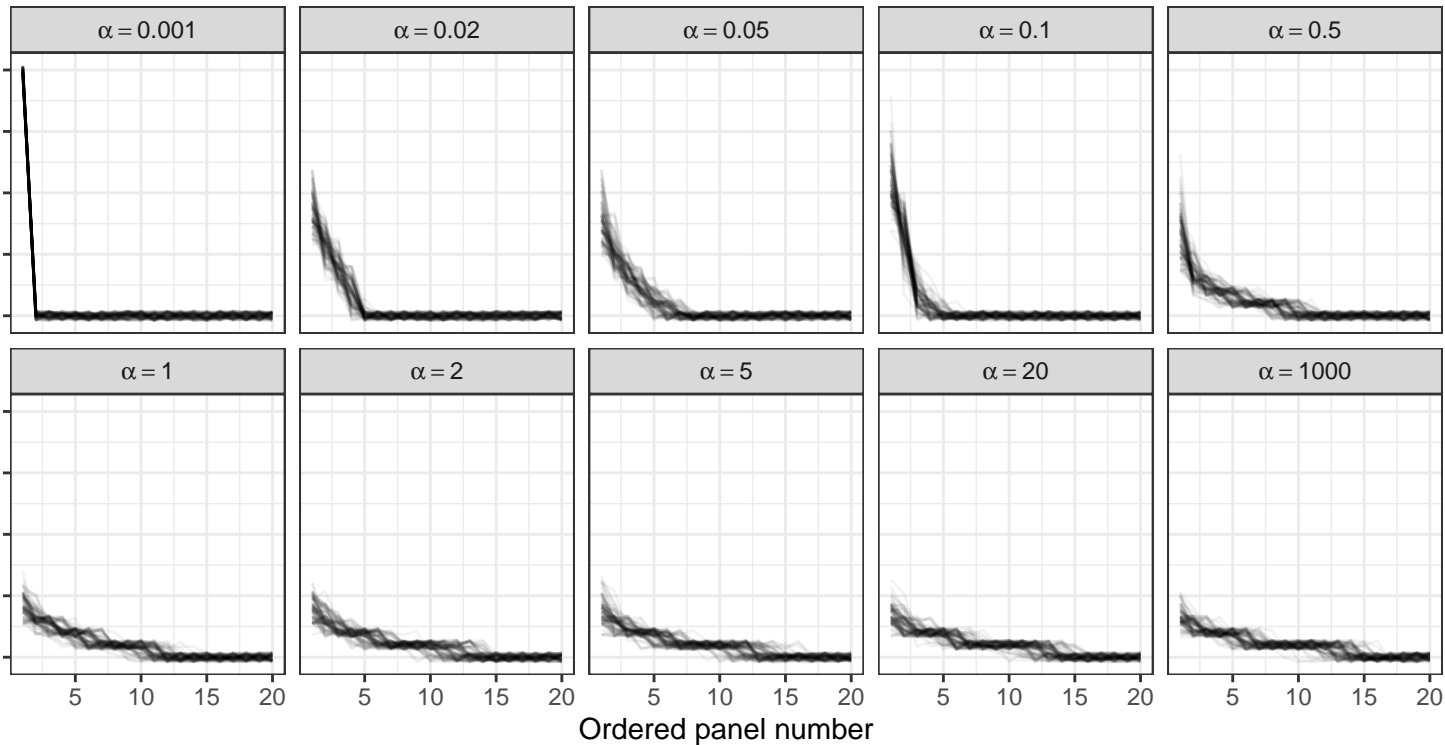 α = 0.001 α = 0.02 α = 0.05 α = 0.1 α = 0.5
α = 1 α = 2 α = 5 α = 20 α = 1000
5 10 15 20 5 10 15 20 5 10 15 20 5 10 15 20 5 10 15 20
Ordered panel number